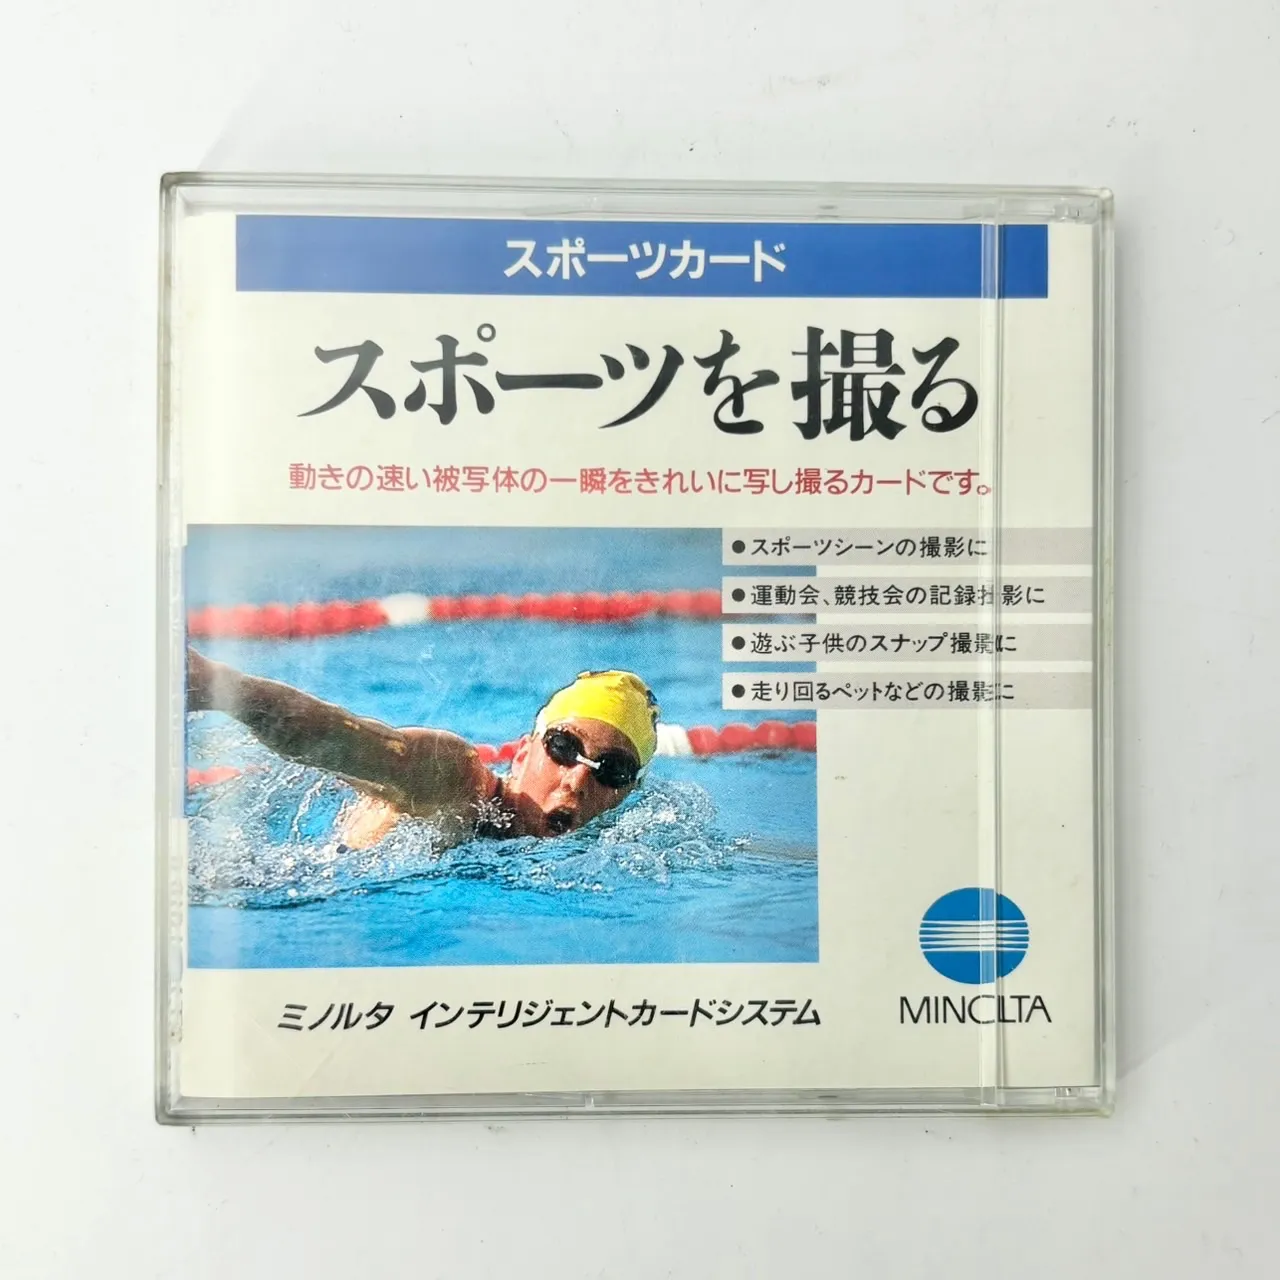 スポーツカード
スポーツを撮る
動きの速い被写体の一瞬をきれいに写し撮るカードです。
●スポーツシーンの撮影に
●運動会、競技会の記録撮影に
●遊ぶ子供のスナップ撮影に
●走り回るペットなどの撮影に
MINOLTA
ミノルタ インテリジェントカードシステム